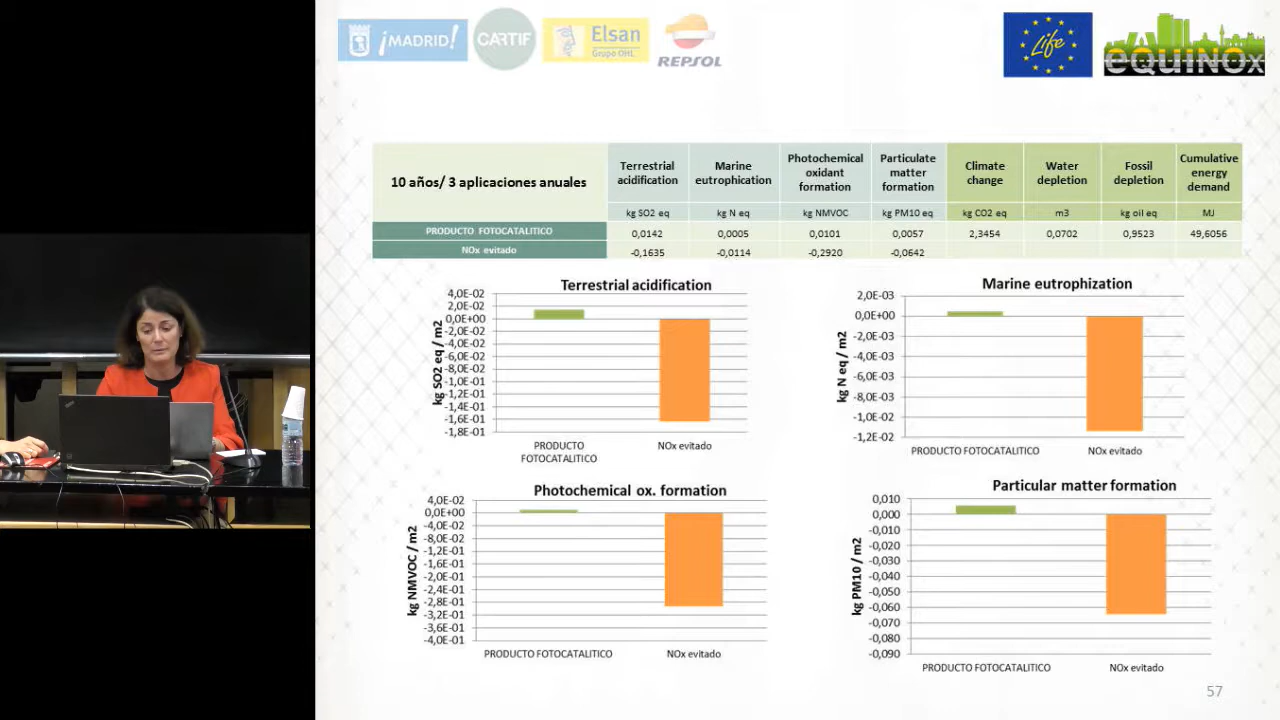 ¡MADRID!
CARTIF
Elsan
Grupo OHL
REPSOL
Life
eQUINOx
10 años/ 3 aplicaciones anuales
Terrestrial acidification
Marine eutrophication
Photochemical oxidant formation
Particulate matter formation
Climate change
Water depletion
Fossil depletion
Cumulative energy demand
kg SO2 eq kg N eq kg NMVOC kg PM10 eq kg CO2 eq m3 kg oil eq MJ
PRODUCTO FOTOCATALITICO 0,0142 0,0005 0,0101 0,0057 2,3454 0,0702 0,9523 49,6056
NOx evitado -0,1635 -0,0114 -0,2920 -0,0642
Terrestrial acidification
kg SO2 eq / m2
4,0E-02
2,0E-02
0,0E+00
-2,0E-02
-4,0E-02
-6,0E-02
-8,0E-02
-1,0E-01
-1,2E-01
-1,4E-01
-1,6E-01
-1,8E-01
PRODUCTO FOTOCATALITICO
NOx evitado
Marine eutrophization
kg N eq / m2
2,0E-03
0,0E+00
-2,0E-03
-4,0E-03
-6,0E-03
-8,0E-03
-1,0E-02
-1,2E-02
PRODUCTO FOTOCATALITICO
NOx evitado
Photochemical ox. formation
kg NMVOC / m2
4,0E-02
0,0E+00
-4,0E-02
-8,0E-02
-1,2E-01
-1,6E-01
-2,0E-01
-2,4E-01
-2,8E-01
-3,2E-01
-3,6E-01
-4,0E-01
PRODUCTO FOTOCATALITICO
NOx evitado
Particular matter formation
kg PM10 / m2
0,010
0,000
-0,010
-0,020
-0,030
-0,040
-0,050
-0,060
-0,070
-0,080
-0,090
PRODUCTO FOTOCATALITICO
NOx evitado
57